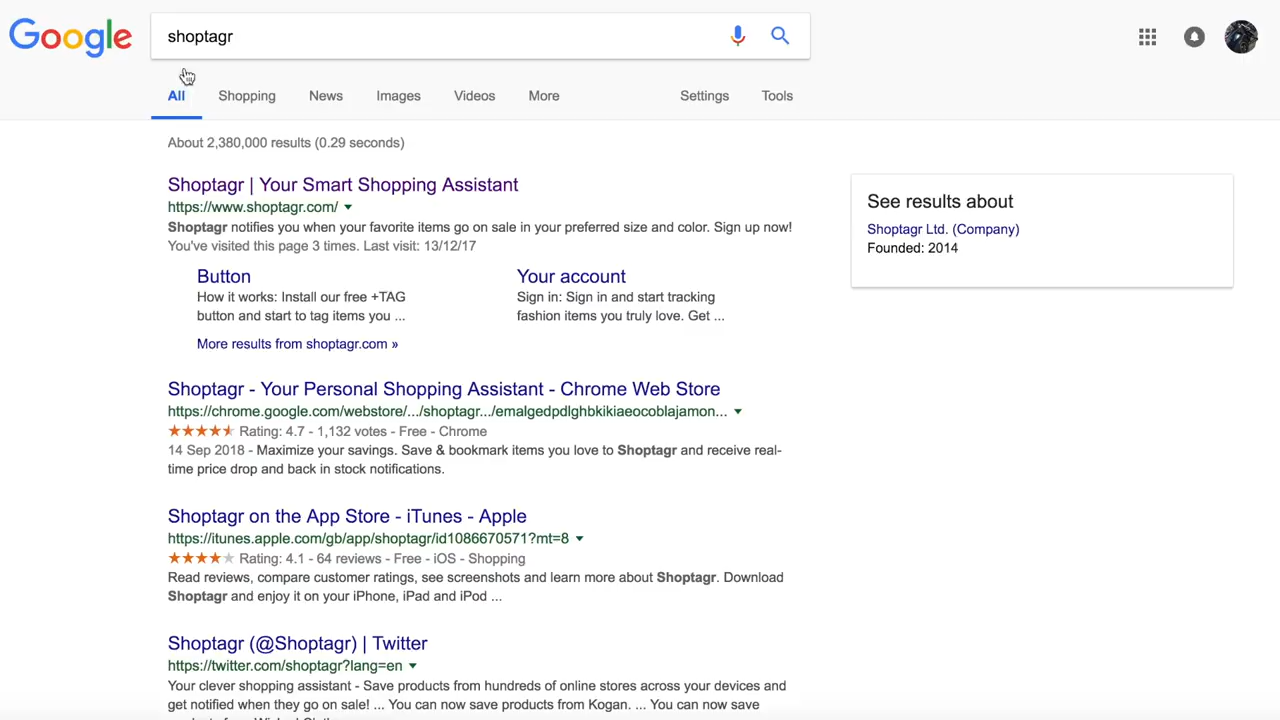 Google
shoptagr
All Shopping News Images Videos More Settings Tools
About 2,380,000 results (0.29 seconds)
Shoptagr | Your Smart Shopping Assistant
https://www.shoptagr.com/
Shoptagr notifies you when your favorite items go on sale in your preferred size and color. Sign up now!
You've visited this page 3 times. Last visit: 13/12/17
Button
How it works: Install our free +TAG
button and start to tag items you ...
Your account
Sign in: Sign in and start tracking
fashion items you truly love. Get ...
More results from shoptagr.com »
Shoptagr - Your Personal Shopping Assistant - Chrome Web Store
https://chrome.google.com/webstore/.../shoptagr.../emalgedpdlghbkikiaeocoblajamon...
Rating: 4.7 - 1,132 votes - Free - Chrome
14 Sep 2018 - Maximize your savings. Save & bookmark items you love to Shoptagr and receive real-
time price drop and back in stock notifications.
Shoptagr on the App Store - iTunes - Apple
https://itunes.apple.com/gb/app/shoptagr/id1086670571?mt=8
Rating: 4.1 - 64 reviews - Free - iOS - Shopping
Read reviews, compare customer ratings, see screenshots and learn more about Shoptagr. Download
Shoptagr and enjoy it on your iPhone, iPad and iPod ...
Shoptagr (@Shoptagr) | Twitter
https://twitter.com/shoptagr?lang=en
Your clever shopping assistant - Save products from hundreds of online stores across your devices and
get notified when they go on sale! ... You can now save products from Kogan. ... You can now save
See results about
Shoptagr Ltd. (Company)
Founded: 2014